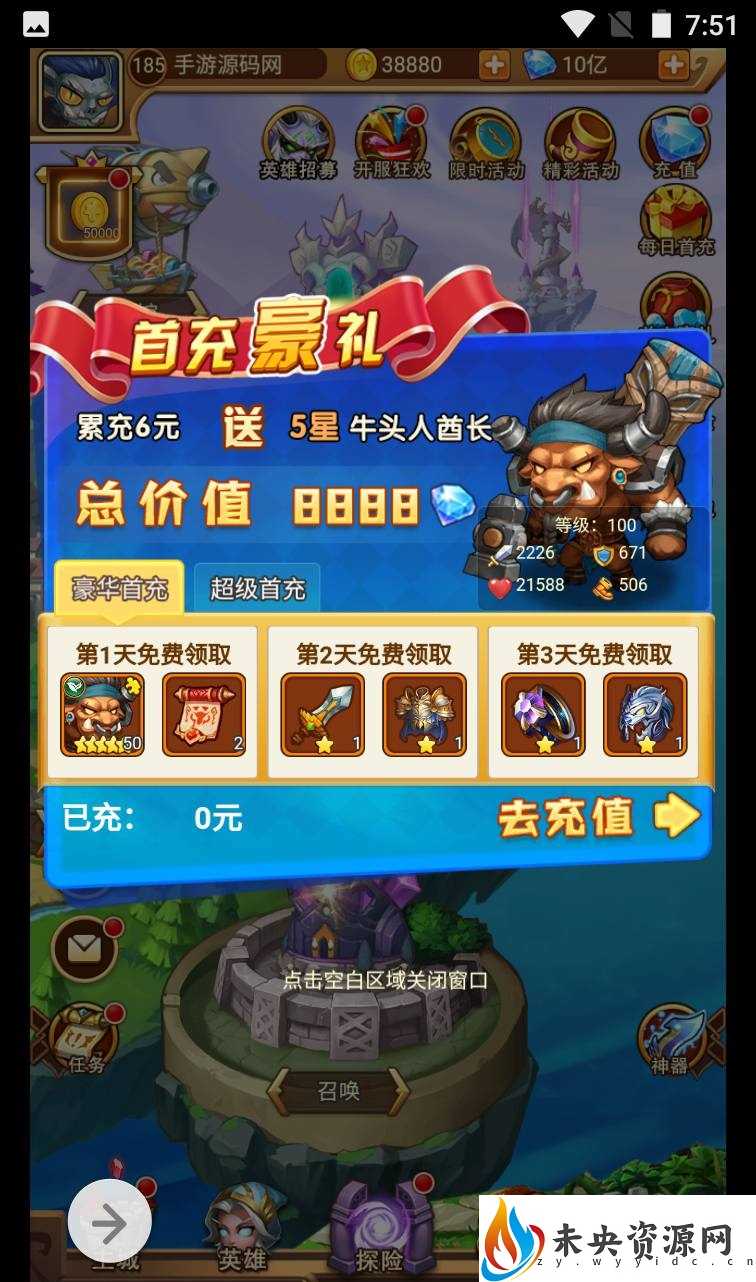 7:51
185 手游源码网 38880 10亿
英雄招募 开服狂欢 限时活动 精彩活动 充值
50000
每日首充
首充豪礼
累充6元 送 5星 牛头人酋长
总价值 8888
等级：100
2226 671
21588 506
豪华首充 超级首充
第1天免费领取 第2天免费领取 第3天免费领取
50 2 1 1 1 1
已充： 0元 去充值
点击空白区域关闭窗口
任务 神器
召唤
主城 英雄 探险
未央资源网
zy.wyyidc.cn